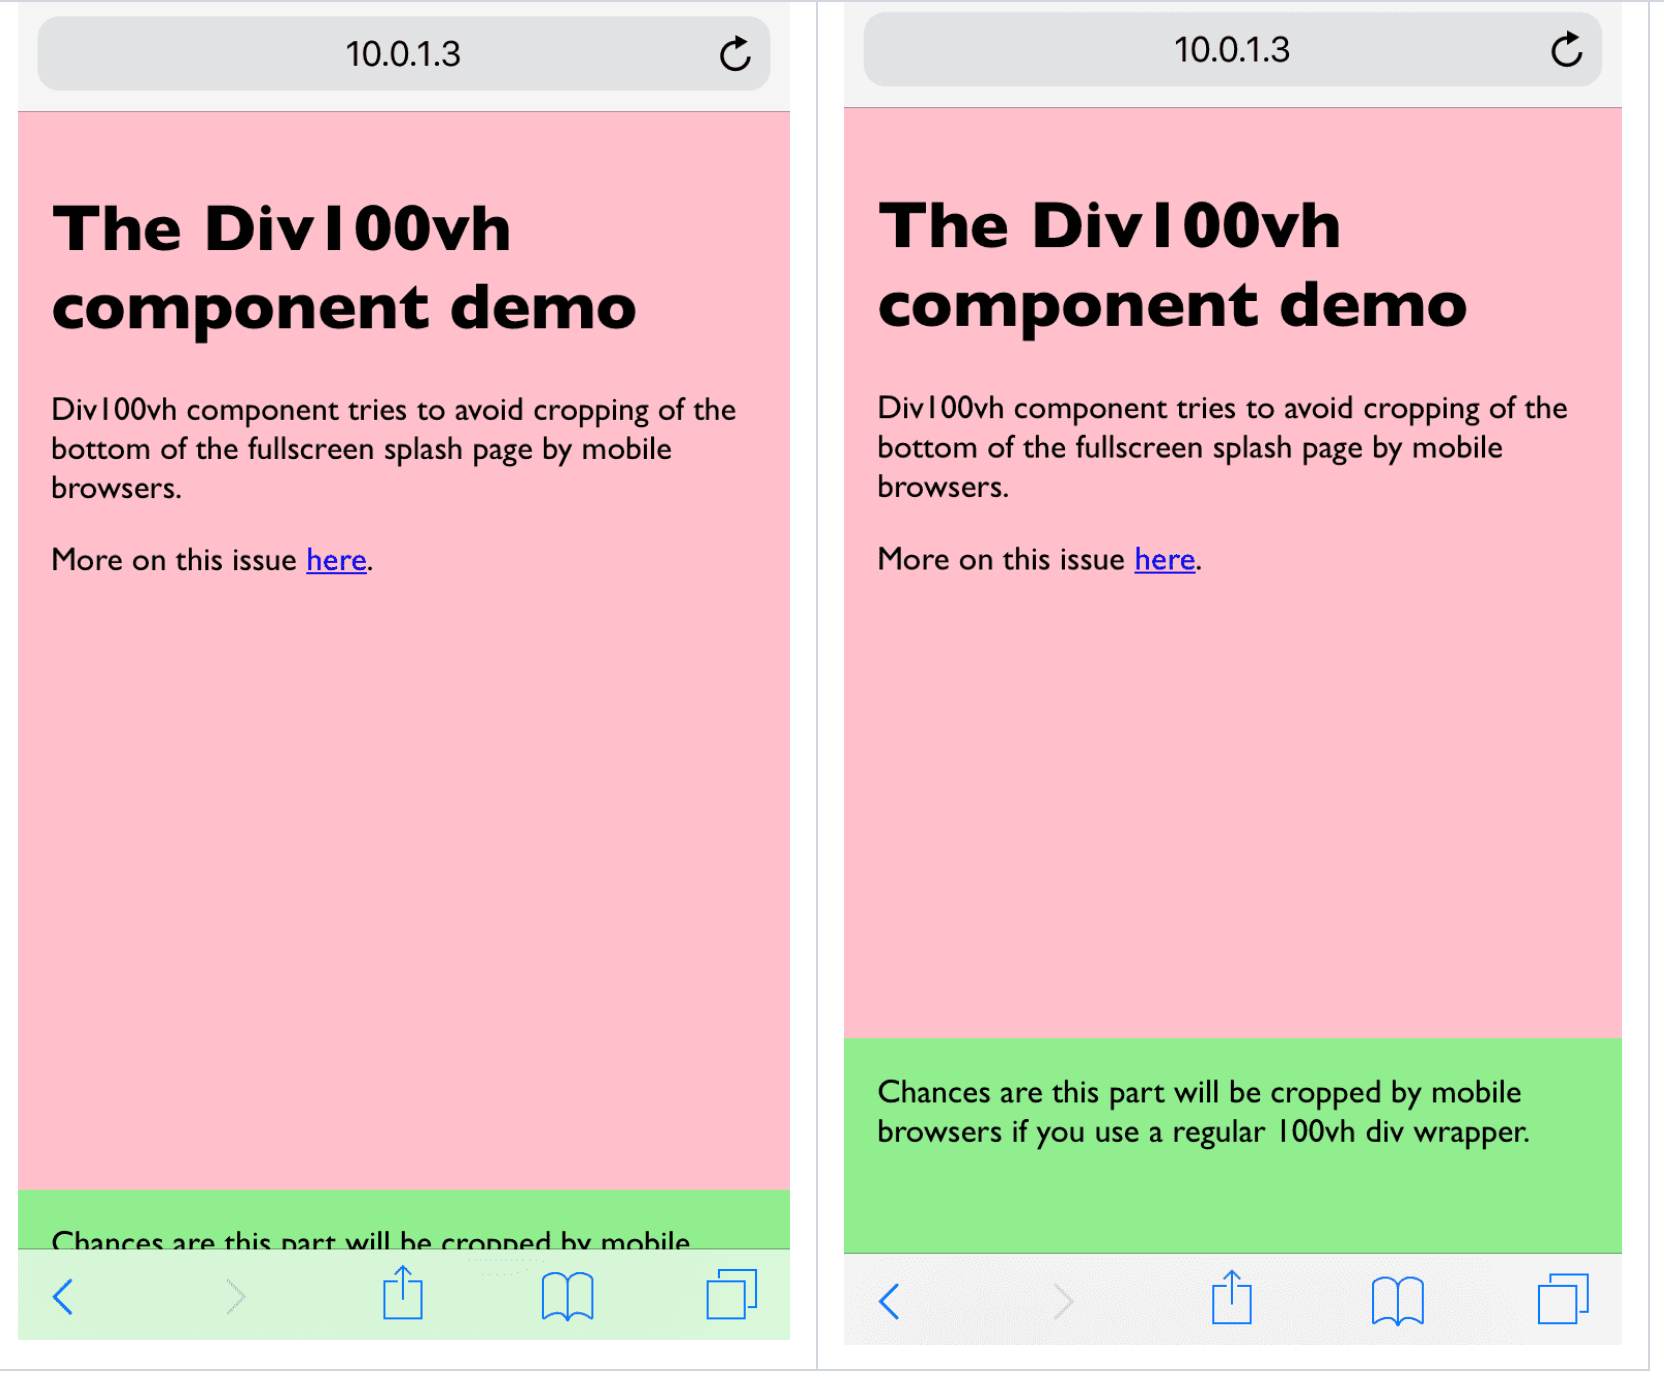 10.0.1.3
The Div100vh
component demo
Div100vh component tries to avoid cropping of the
bottom of the fullscreen splash page by mobile
browsers.
More on this issue here.
Chances are this part will be cropped by mobile
10.0.1.3
The Div100vh
component demo
Div100vh component tries to avoid cropping of the
bottom of the fullscreen splash page by mobile
browsers.
More on this issue here.
Chances are this part will be cropped by mobile
browsers if you use a regular 100vh div wrapper.